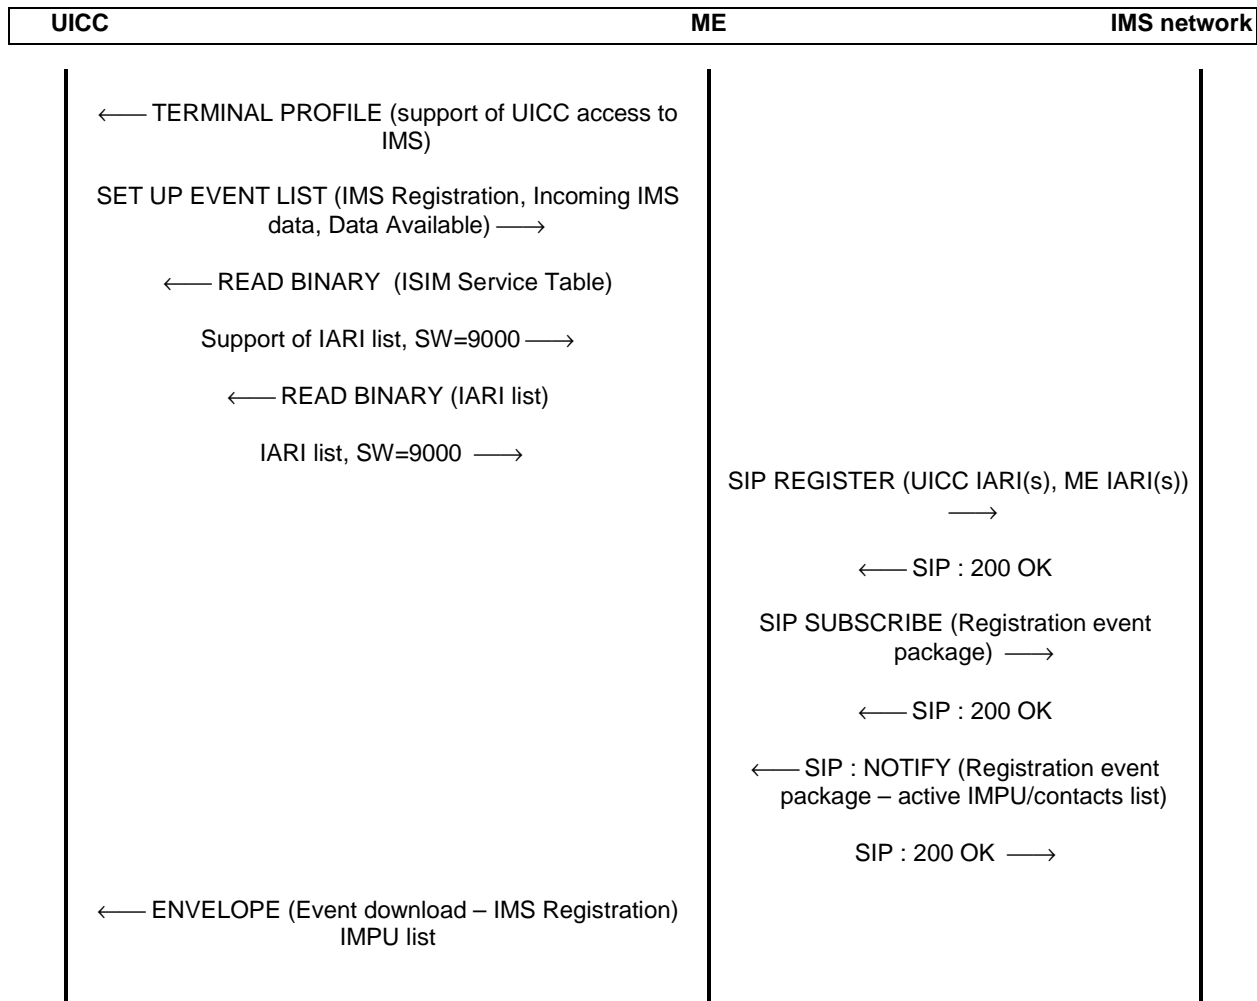 UICC ME IMS network
←── TERMINAL PROFILE (support of UICC access to
IMS)
SET UP EVENT LIST (IMS Registration, Incoming IMS
data, Data Available) ──→
←── READ BINARY (ISIM Service Table)
Support of IARI list, SW=9000 ──→
←── READ BINARY (IARI list)
IARI list, SW=9000 ──→
SIP REGISTER (UICC IARI(s), ME IARI(s))
──→
←── SIP : 200 OK
SIP SUBSCRIBE (Registration event
package) ──→
←── SIP : 200 OK
←── SIP : NOTIFY (Registration event
package – active IMPU/contacts list)
SIP : 200 OK ──→
←── ENVELOPE (Event download – IMS Registration)
IMPU list